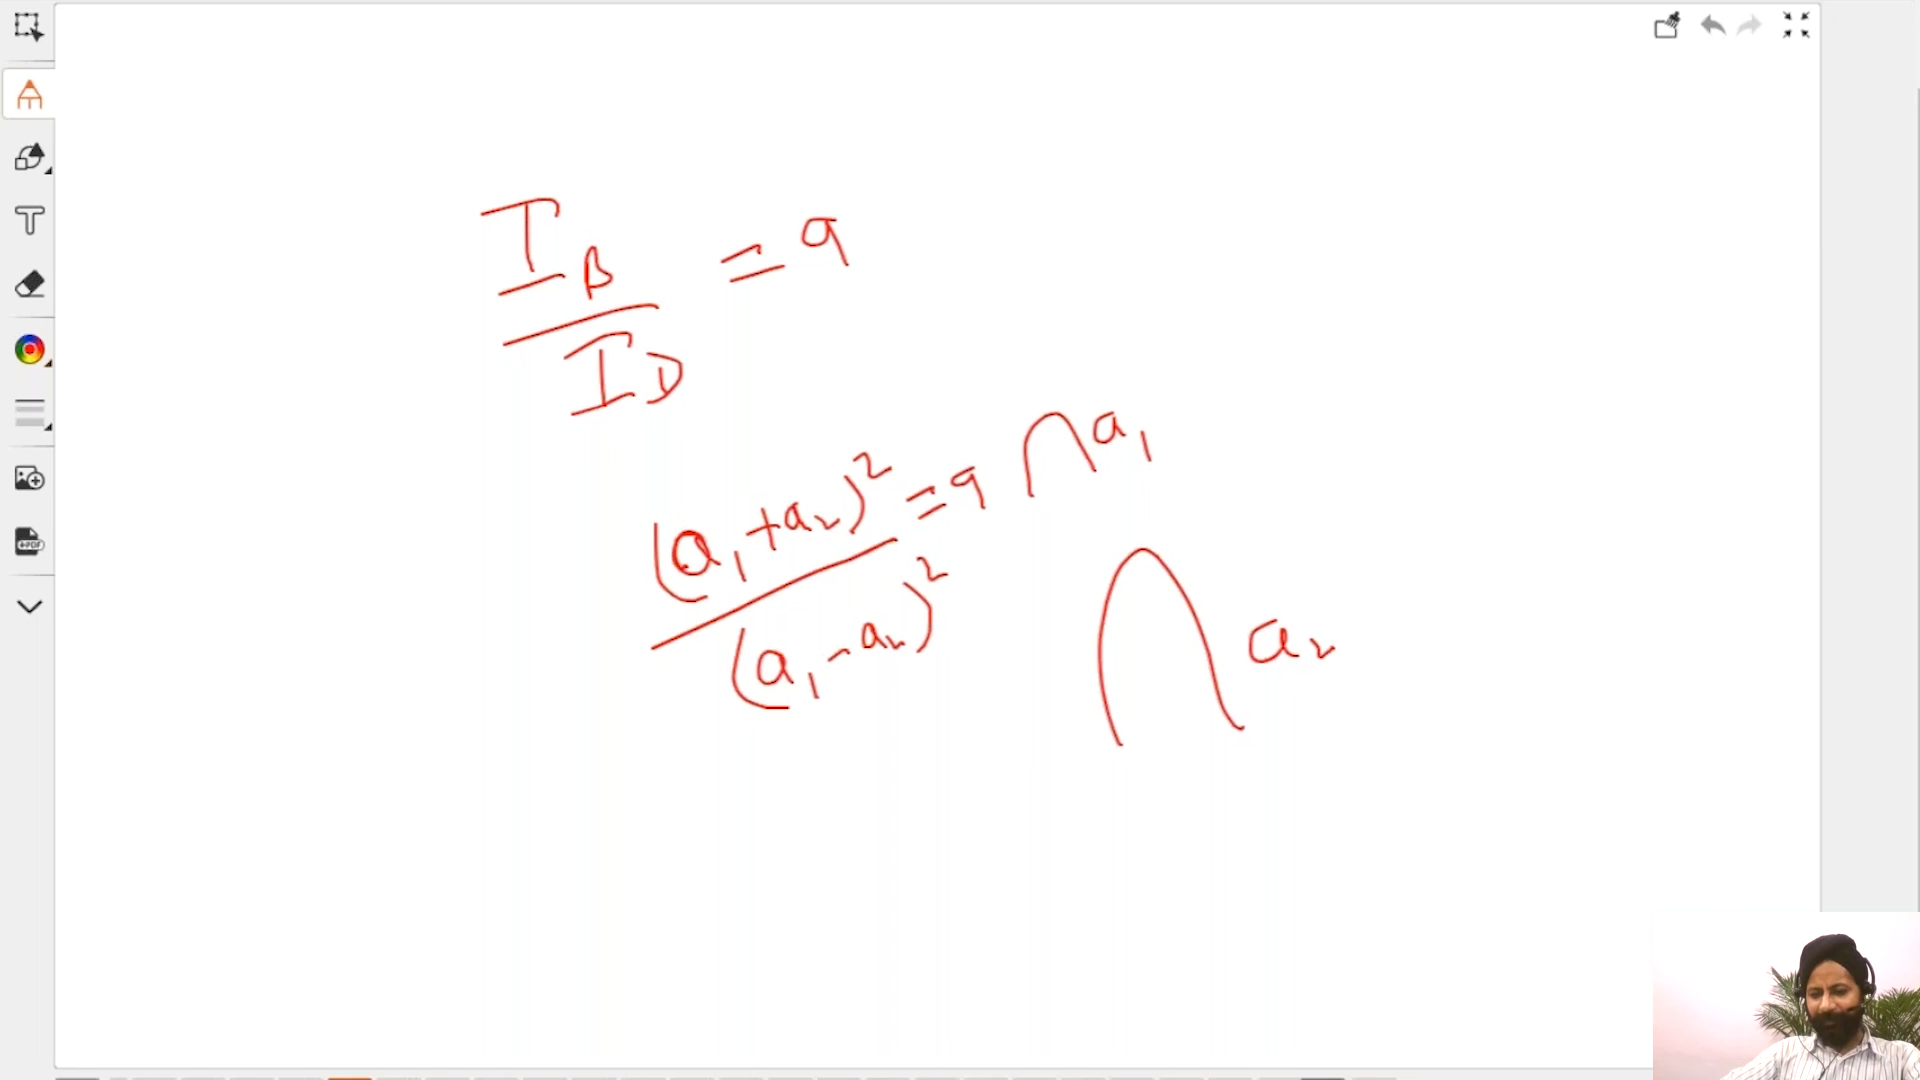 I_B / I_D = 9
(a₁ + a₂)² / (a₁ - a₂)² = 9
a₁
a₂